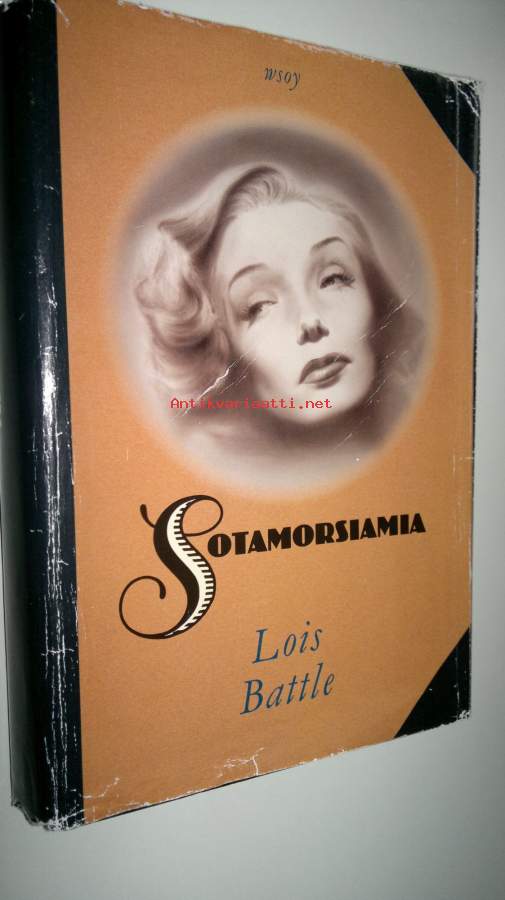 wsoy
Antikvariaatti.net
SOTAMORSIAMIA
Lois
Battle